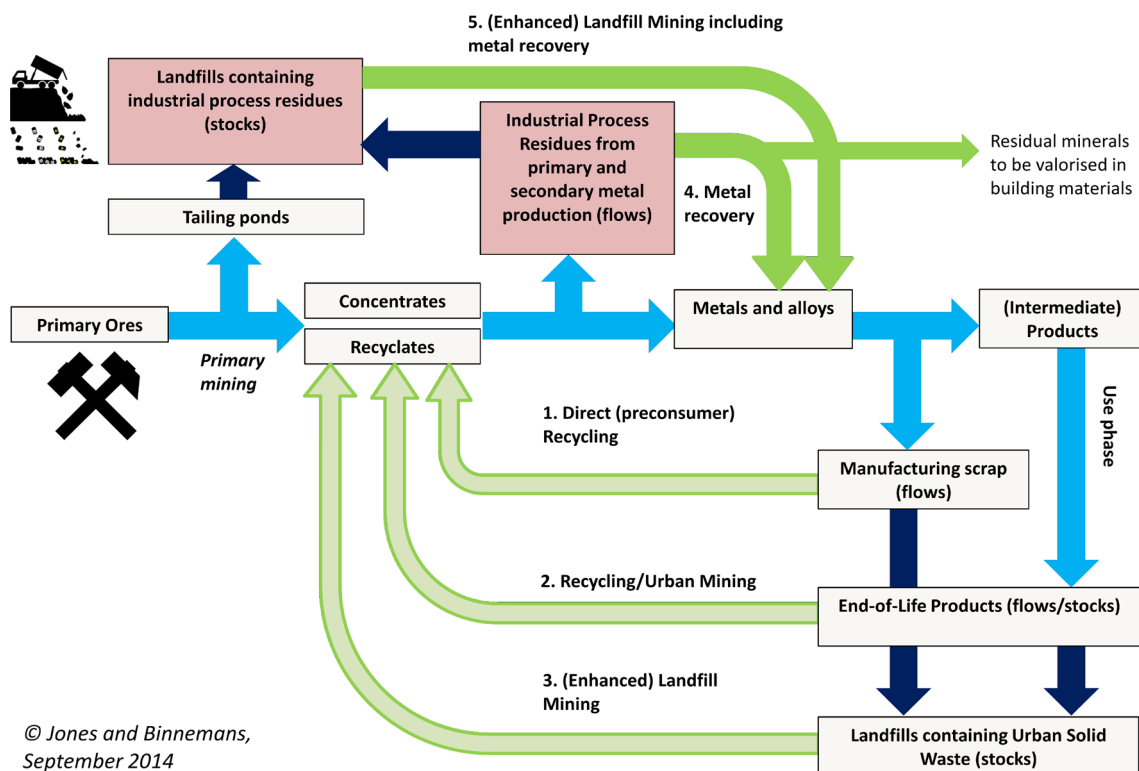 5. (Enhanced) Landfill Mining including
metal recovery
Landfills containing
industrial process residues
(stocks)
Industrial Process
Residues from
primary and
secondary metal
production (flows)
Residual minerals
to be valorised in
building materials
4. Metal
recovery
Tailing ponds
Primary Ores
Primary
mining
Concentrates
Recyclates
Metals and alloys
(Intermediate)
Products
Use phase
1. Direct (preconsumer)
Recycling
Manufacturing scrap
(flows)
2. Recycling/Urban Mining
End-of-Life Products (flows/stocks)
3. (Enhanced) Landfill
Mining
Landfills containing Urban Solid
Waste (stocks)
© Jones and Binnemans,
September 2014